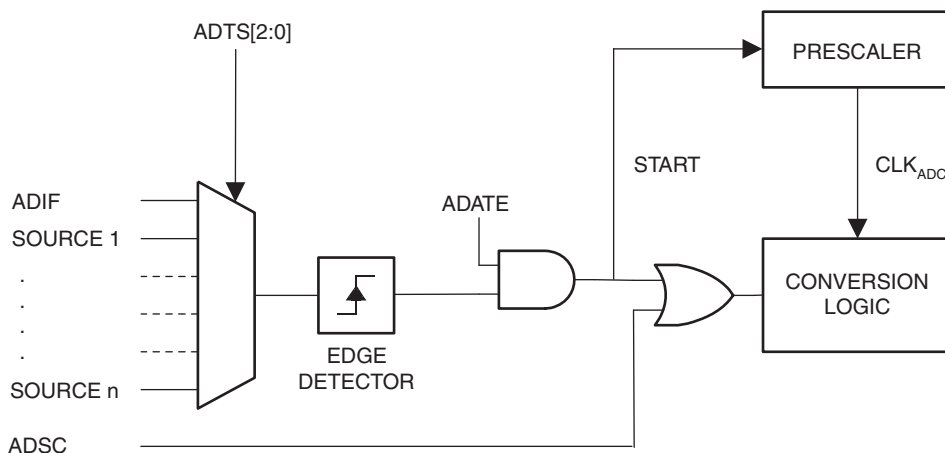 ADTS[2:0]
PRESCALER
START
CLKADC
ADIF
SOURCE 1
.
.
.
.
SOURCE n
ADATE
CONVERSION
LOGIC
EDGE
DETECTOR
ADSC